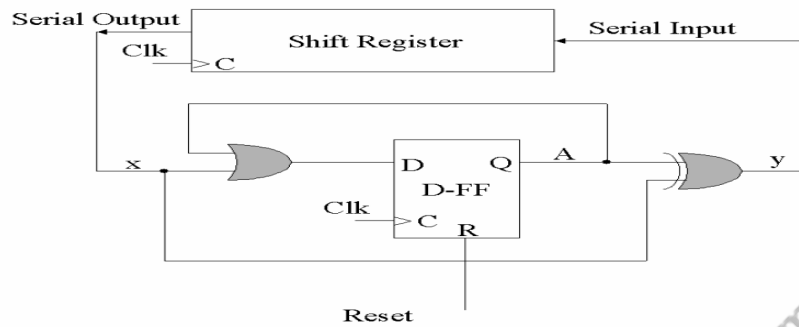 Serial Output
Shift Register
Serial Input
Clk
C
x
D
Q
A
y
D-FF
Clk
C
R
Reset